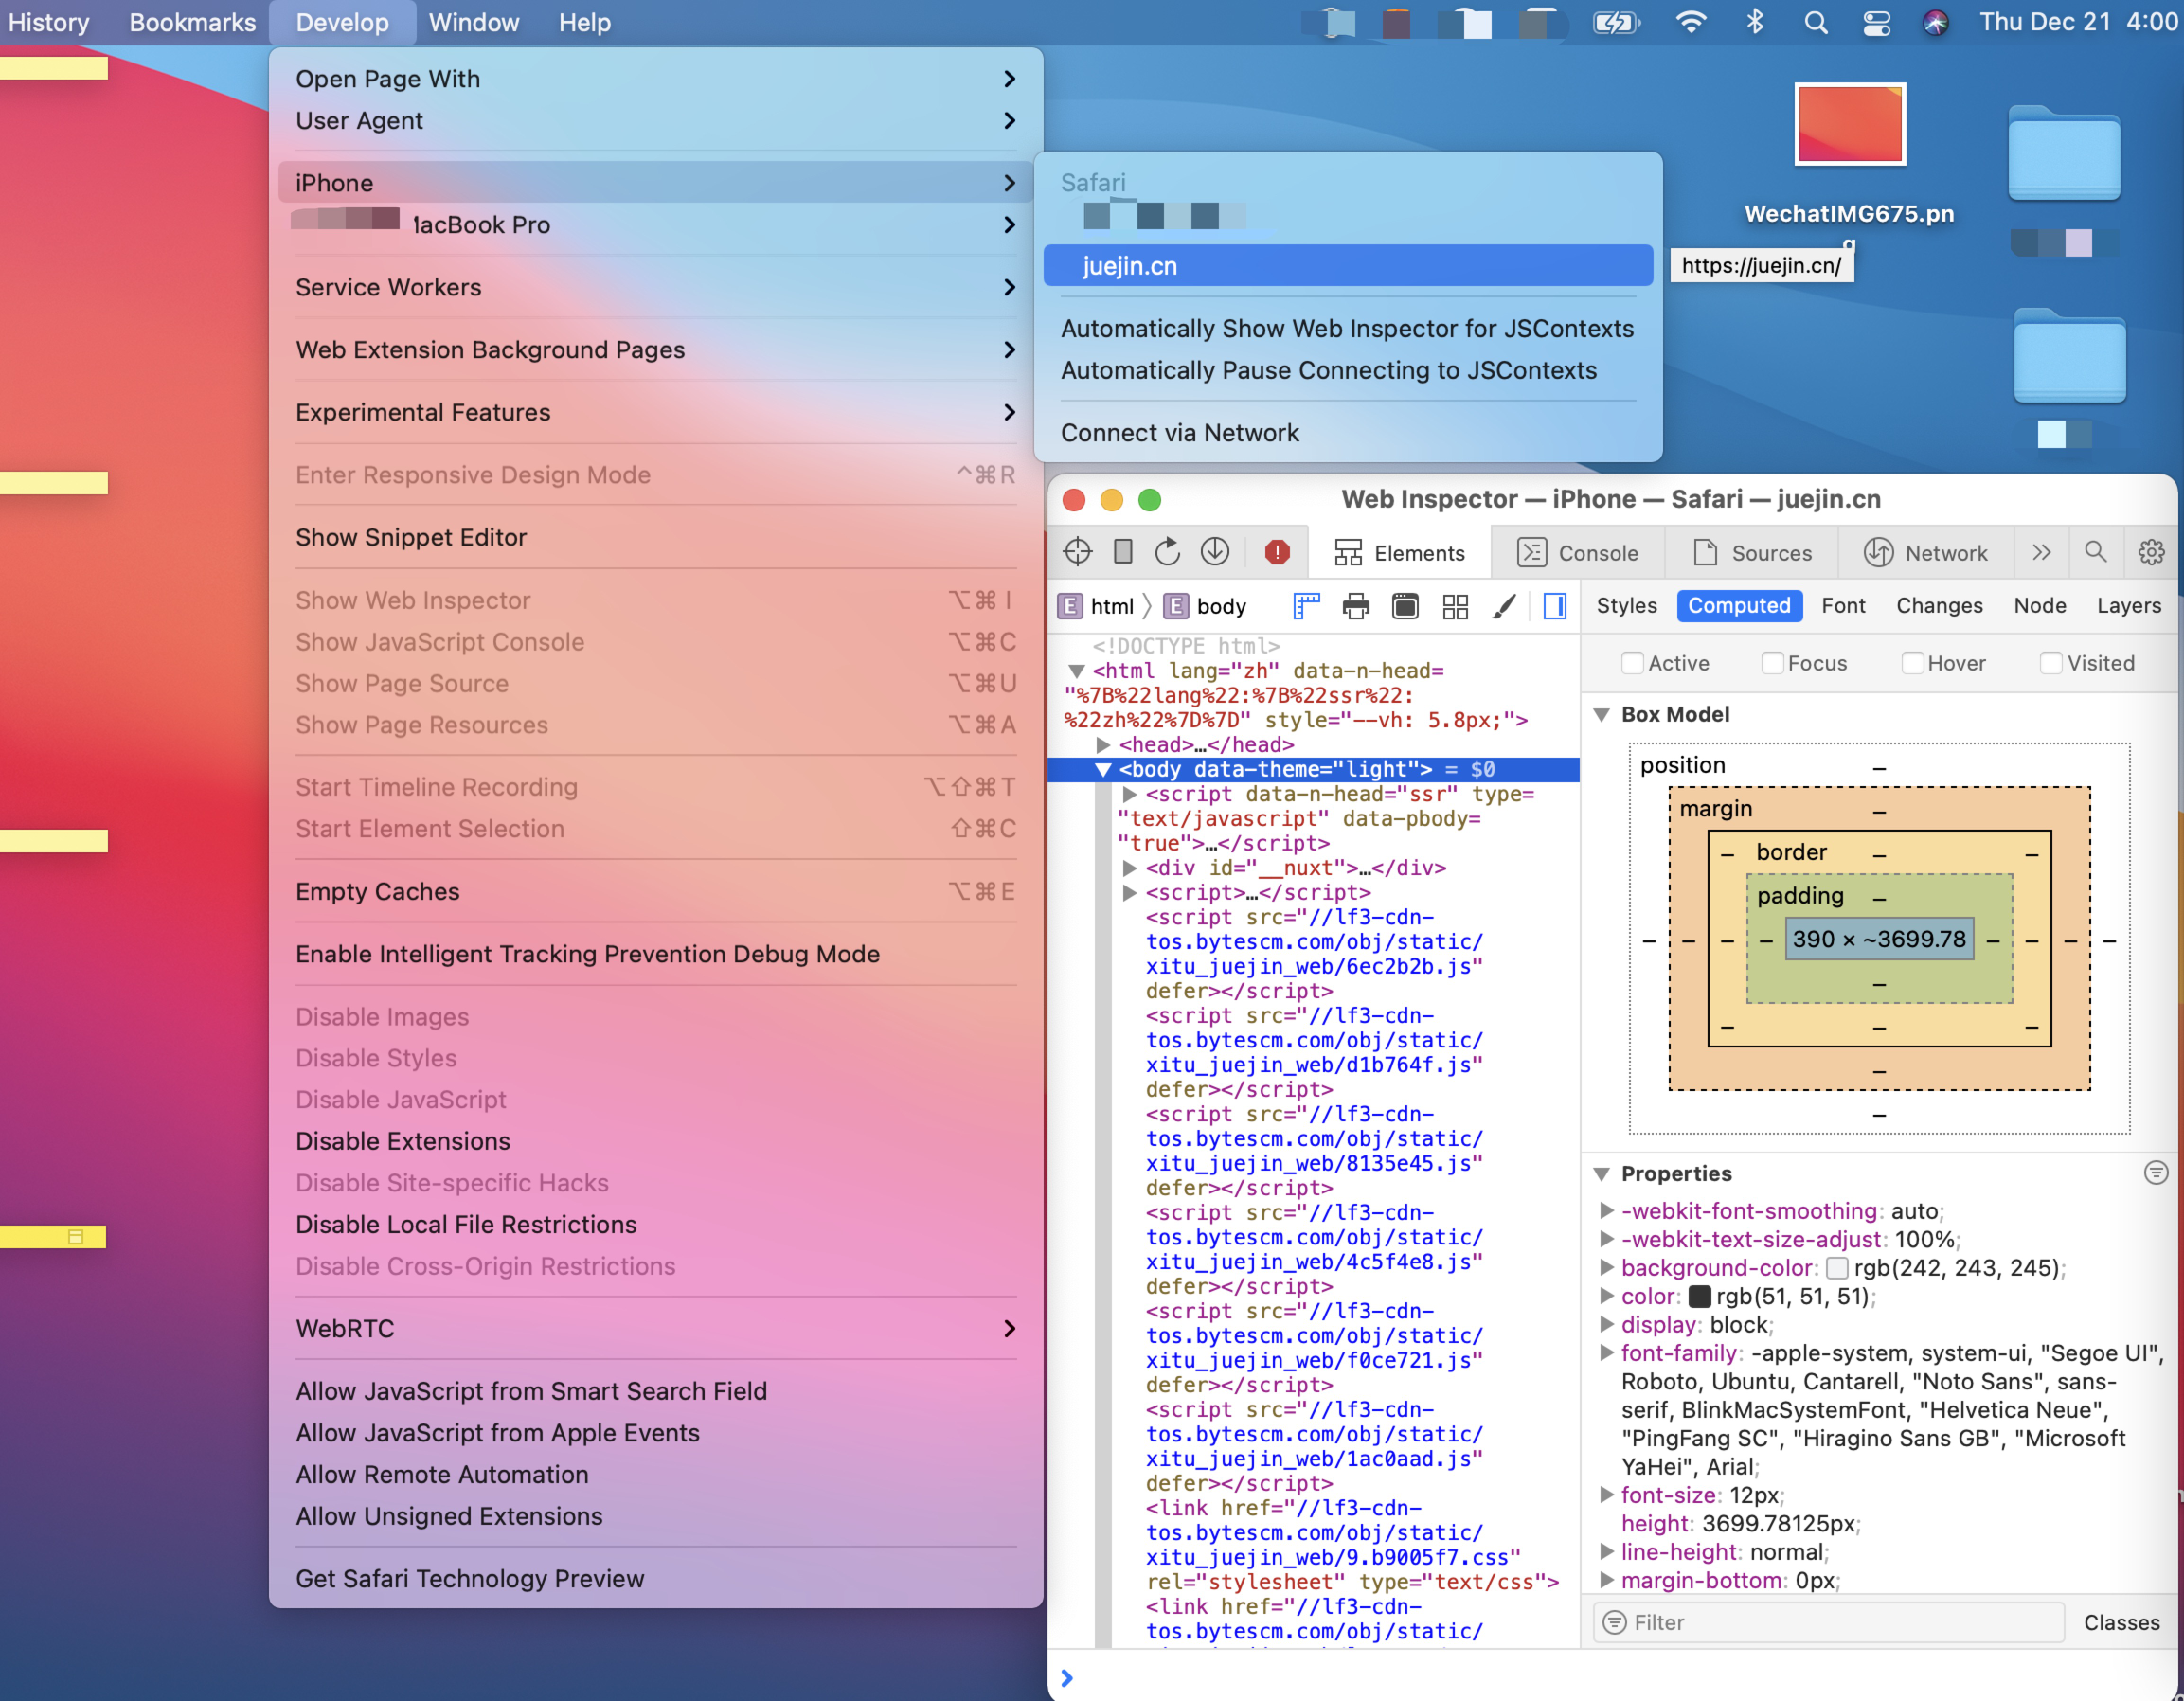 History Bookmarks Develop Window Help Thu Dec 21 4:00
Open Page With
User Agent
iPhone
MacBook Pro
Service Workers
Web Extension Background Pages
Experimental Features
Enter Responsive Design Mode ^⌘R
Show Snippet Editor
Show Web Inspector ⌥⌘I
Show JavaScript Console ⌥⌘C
Show Page Source ⌥⌘U
Show Page Resources ⌥⌘A
Start Timeline Recording ⌥⇧⌘T
Start Element Selection ⇧⌘C
Empty Caches ⌥⌘E
Enable Intelligent Tracking Prevention Debug Mode
Disable Images
Disable Styles
Disable JavaScript
Disable Extensions
Disable Site-specific Hacks
Disable Local File Restrictions
Disable Cross-Origin Restrictions
WebRTC
Allow JavaScript from Smart Search Field
Allow JavaScript from Apple Events
Allow Remote Automation
Allow Unsigned Extensions
Get Safari Technology Preview
Safari
juejin.cn
Automatically Show Web Inspector for JSContexts
Automatically Pause Connecting to JSContexts
Connect via Network
WechatIMG675.pn
g
https://juejin.cn/
Web Inspector — iPhone — Safari — juejin.cn
Elements Console Sources Network
E html E body
<!DOCTYPE html>
<html lang="zh" data-n-head=
"%7B%22lang%22:%7B%22ssr%22:
%22zh%22%7D%7D" style="--vh: 5.8px;">
<head>…</head>
<body data-theme="light"> = $0
<script data-n-head="ssr" type=
"text/javascript" data-pbody=
"true">…</script>
<div id="__nuxt">…</div>
<script>…</script>
<script src="//lf3-cdn-
tos.bytescm.com/obj/static/
xitu_juejin_web/6ec2b2b.js"
defer></script>
<script src="//lf3-cdn-
tos.bytescm.com/obj/static/
xitu_juejin_web/d1b764f.js"
defer></script>
<script src="//lf3-cdn-
tos.bytescm.com/obj/static/
xitu_juejin_web/8135e45.js"
defer></script>
<script src="//lf3-cdn-
tos.bytescm.com/obj/static/
xitu_juejin_web/4c5f4e8.js"
defer></script>
<script src="//lf3-cdn-
tos.bytescm.com/obj/static/
xitu_juejin_web/f0ce721.js"
defer></script>
<script src="//lf3-cdn-
tos.bytescm.com/obj/static/
xitu_juejin_web/1ac0aad.js"
defer></script>
<link href="//lf3-cdn-
tos.bytescm.com/obj/static/
xitu_juejin_web/9.b9005f7.css"
rel="stylesheet" type="text/css">
<link href="//lf3-cdn-
tos.bytescm.com/obj/static/
Styles Computed Font Changes Node Layers
Active Focus Hover Visited
Box Model
position –
margin –
– border – –
padding –
– – – – 390 × ~3699.78 – – – –
–
– – –
–
–
Properties
-webkit-font-smoothing: auto;
-webkit-text-size-adjust: 100%;
background-color: rgb(242, 243, 245);
color: rgb(51, 51, 51);
display: block;
font-family: -apple-system, system-ui, "Segoe UI",
Roboto, Ubuntu, Cantarell, "Noto Sans", sans-
serif, BlinkMacSystemFont, "Helvetica Neue",
"PingFang SC", "Hiragino Sans GB", "Microsoft
YaHei", Arial;
font-size: 12px;
height: 3699.78125px;
line-height: normal;
margin-bottom: 0px;
Filter Classes